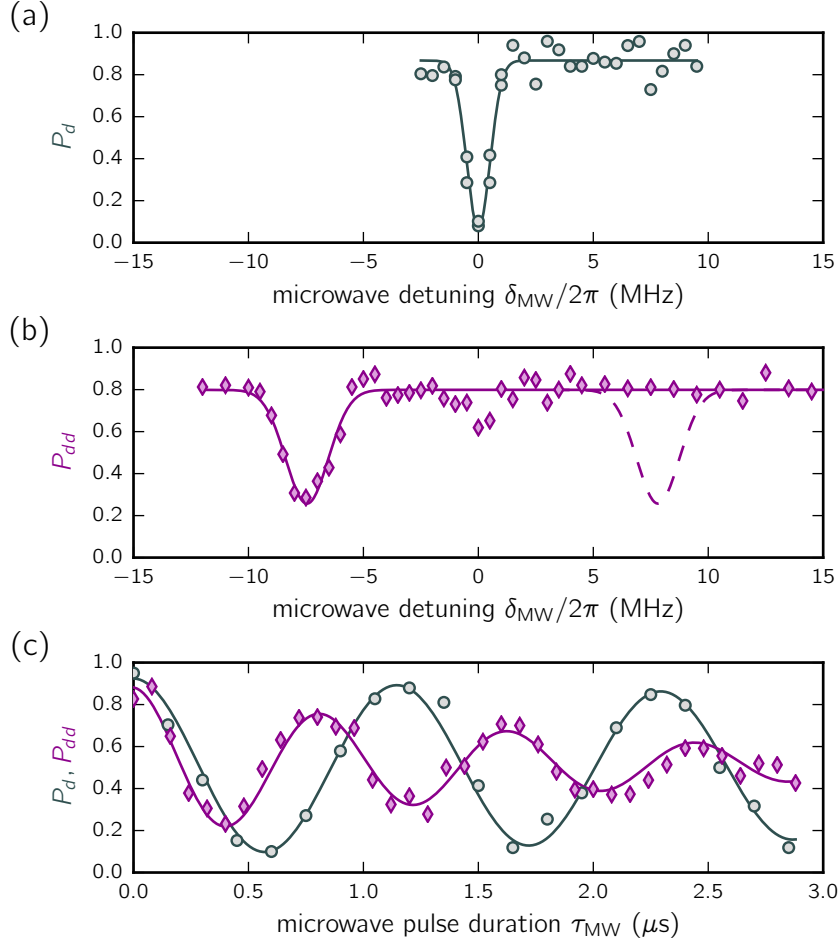 (a)
1.0
0.8
0.6
0.4
0.2
0.0
P_d
−15 −10 −5 0 5 10 15
microwave detuning δ_MW/2π (MHz)
(b)
1.0
0.8
0.6
0.4
0.2
0.0
P_dd
−15 −10 −5 0 5 10 15
microwave detuning δ_MW/2π (MHz)
(c)
1.0
0.8
0.6
0.4
0.2
0.0
P_d, P_dd
0.0 0.5 1.0 1.5 2.0 2.5 3.0
microwave pulse duration τ_MW (μs)